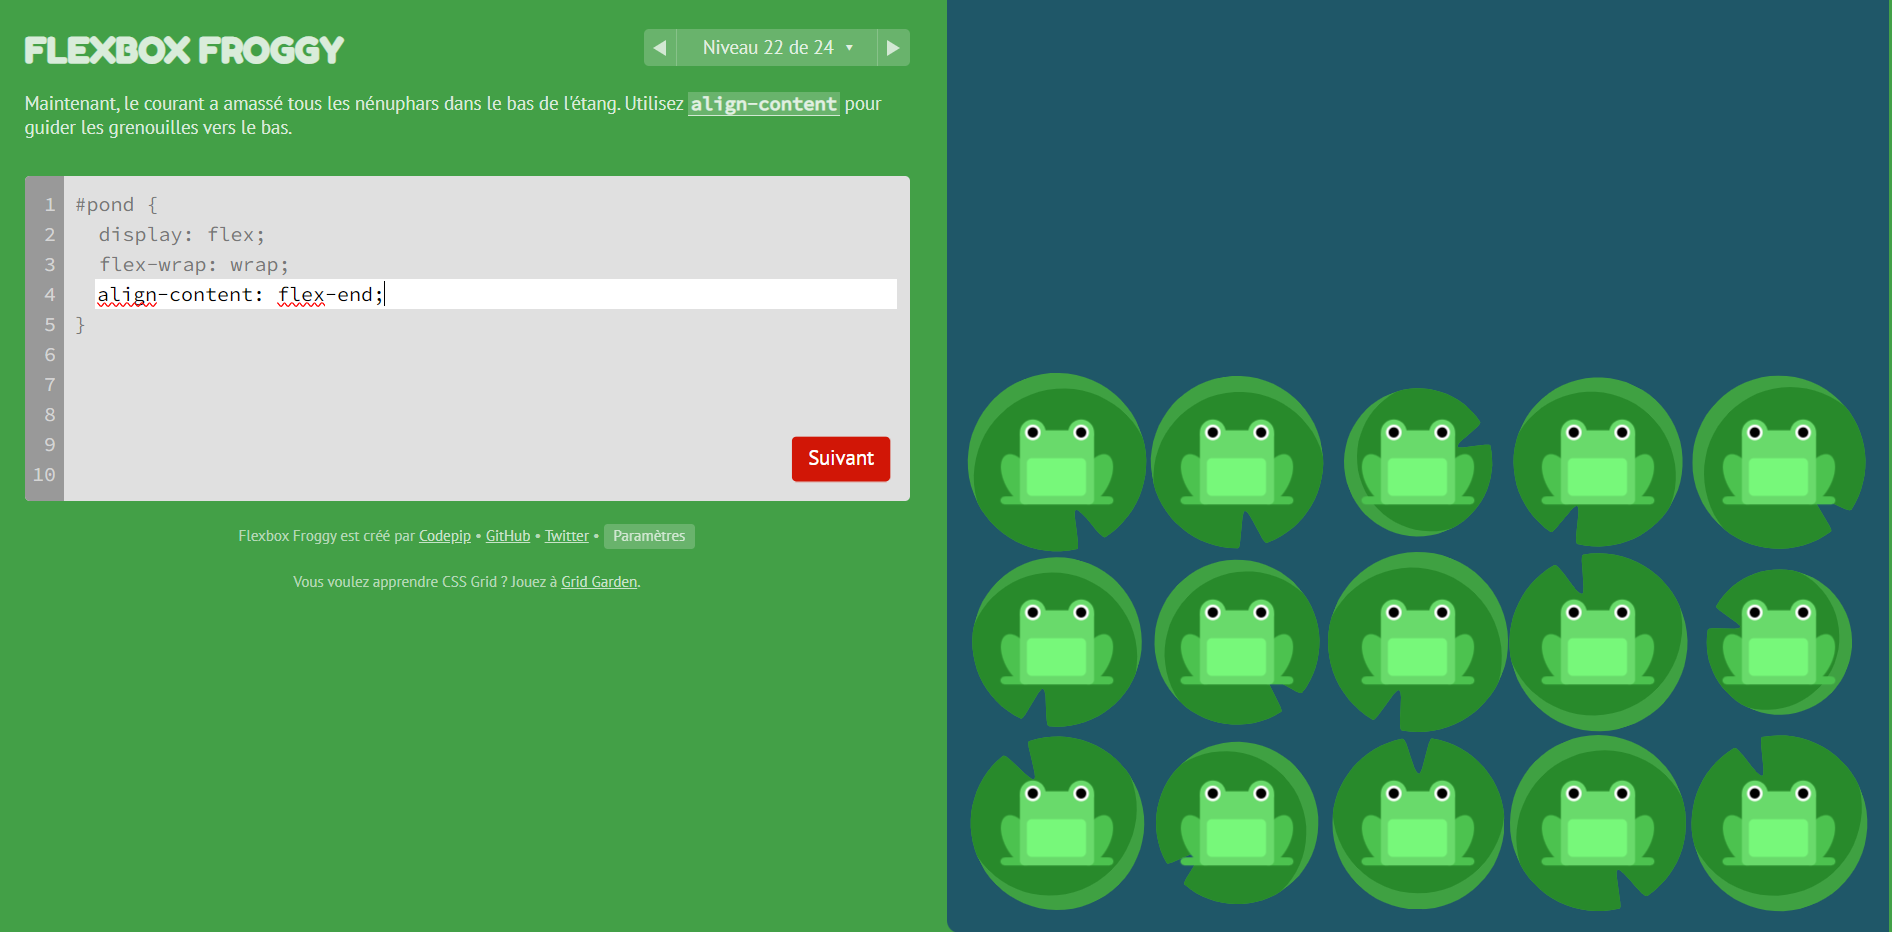 FLEXBOX FROGGY
Niveau 22 de 24
Maintenant, le courant a amassé tous les nénuphars dans le bas de l'étang. Utilisez align-content pour
guider les grenouilles vers le bas.
1 #pond {
2 display: flex;
3 flex-wrap: wrap;
4 align-content: flex-end;
5 }
6
7
8
9
10
Suivant
Flexbox Froggy est créé par Codepip • GitHub • Twitter • Paramètres
Vous voulez apprendre CSS Grid ? Jouez à Grid Garden.